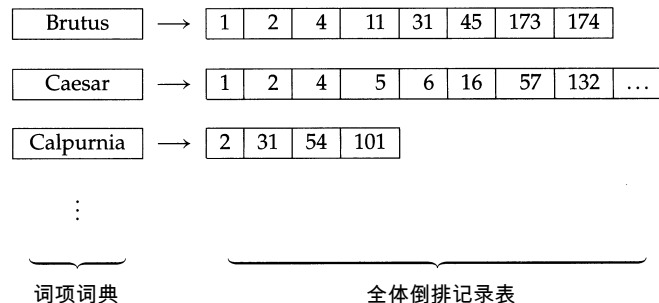 Brutus → 1 2 4 11 31 45 173 174
Caesar → 1 2 4 5 6 16 57 132 ...
Calpurnia → 2 31 54 101
⋮
词项词典 全体倒排记录表